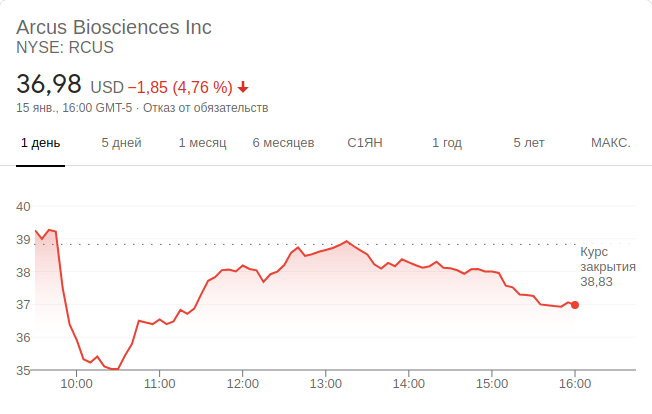 Arcus Biosciences Inc
NYSE: RCUS
36,98 USD −1,85 (4,76 %)
15 янв., 16:00 GMT-5 · Отказ от обязательств
1 день 5 дней 1 месяц 6 месяцев С1ЯН 1 год 5 лет МАКС.
40
39
38
37
36
35
Курс
закрытия
38,83
10:00 11:00 12:00 13:00 14:00 15:00 16:00